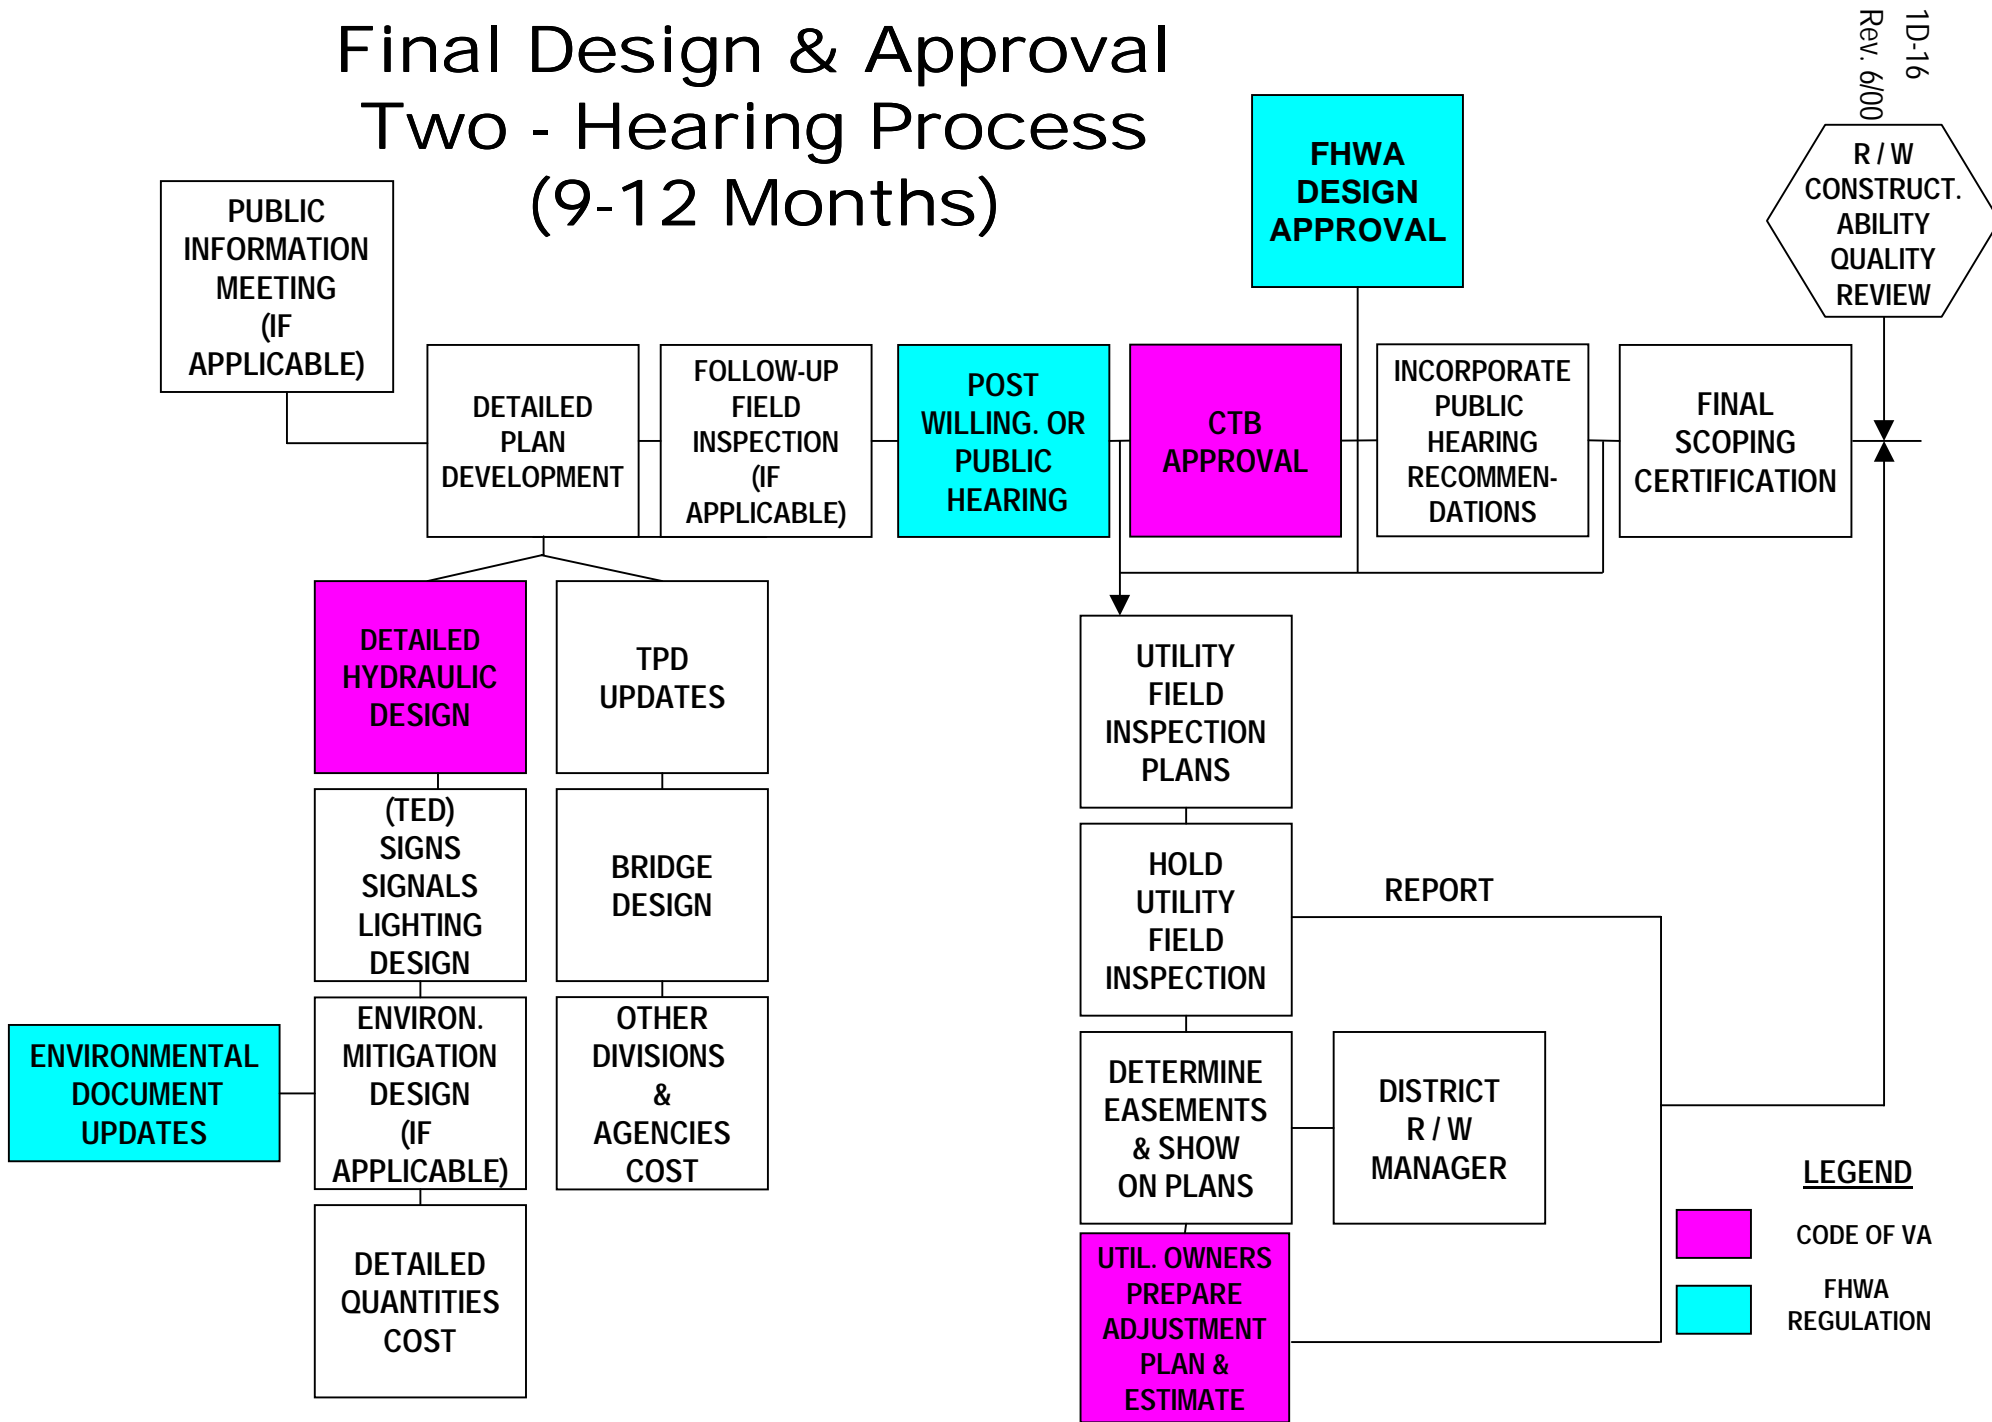 Final Design & Approval
Two - Hearing Process
(9-12 Months)
1D-16
Rev. 6/00
PUBLIC
INFORMATION
MEETING
(IF
APPLICABLE)
DETAILED
PLAN
DEVELOPMENT
FOLLOW-UP
FIELD
INSPECTION
(IF
APPLICABLE)
POST
WILLING. OR
PUBLIC
HEARING
CTB
APPROVAL
FHWA
DESIGN
APPROVAL
INCORPORATE
PUBLIC
HEARING
RECOMMEN-
DATIONS
FINAL
SCOPING
CERTIFICATION
R / W
CONSTRUCT.
ABILITY
QUALITY
REVIEW
DETAILED
HYDRAULIC
DESIGN
TPD
UPDATES
(TED)
SIGNS
SIGNALS
LIGHTING
DESIGN
BRIDGE
DESIGN
ENVIRONMENTAL
DOCUMENT
UPDATES
ENVIRON.
MITIGATION
DESIGN
(IF
APPLICABLE)
OTHER
DIVISIONS
&
AGENCIES
COST
DETAILED
QUANTITIES
COST
UTILITY
FIELD
INSPECTION
PLANS
HOLD
UTILITY
FIELD
INSPECTION
REPORT
DETERMINE
EASEMENTS
& SHOW
ON PLANS
DISTRICT
R / W
MANAGER
UTIL. OWNERS
PREPARE
ADJUSTMENT
PLAN &
ESTIMATE
LEGEND
CODE OF VA
FHWA
REGULATION